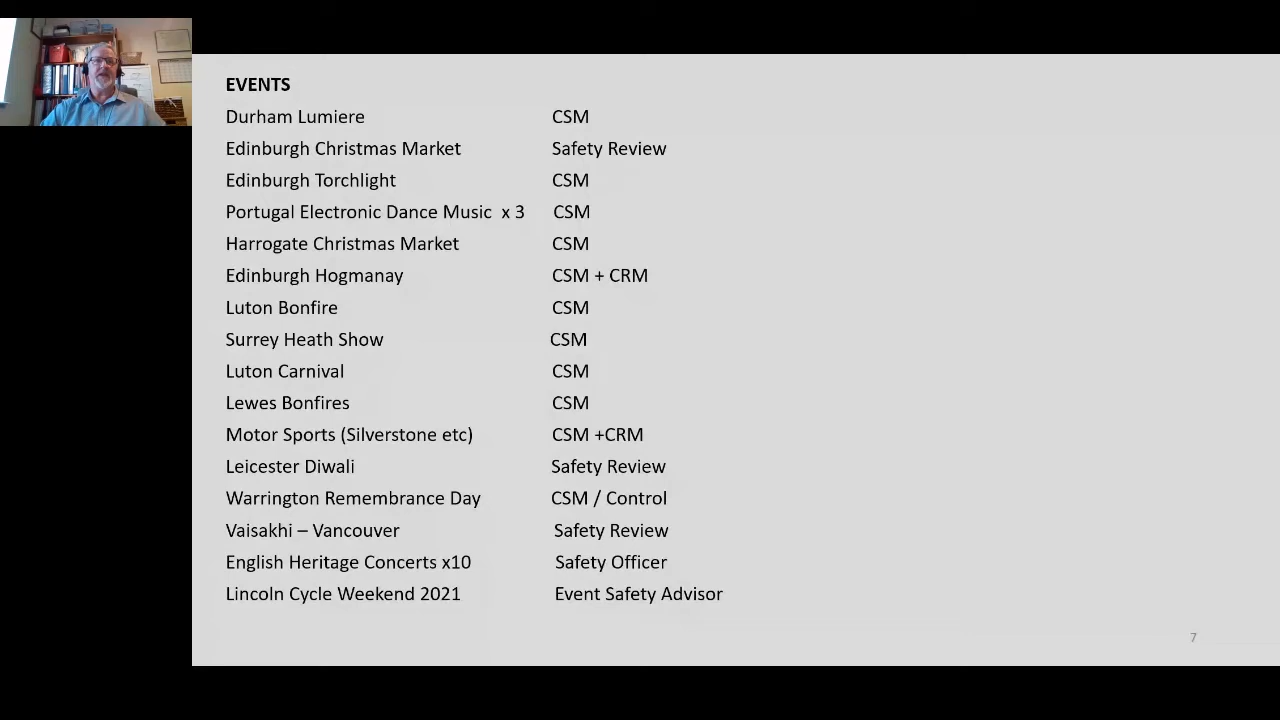 EVENTS
Durham Lumiere CSM
Edinburgh Christmas Market Safety Review
Edinburgh Torchlight CSM
Portugal Electronic Dance Music x 3 CSM
Harrogate Christmas Market CSM
Edinburgh Hogmanay CSM + CRM
Luton Bonfire CSM
Surrey Heath Show CSM
Luton Carnival CSM
Lewes Bonfires CSM
Motor Sports (Silverstone etc) CSM +CRM
Leicester Diwali Safety Review
Warrington Remembrance Day CSM / Control
Vaisakhi – Vancouver Safety Review
English Heritage Concerts x10 Safety Officer
Lincoln Cycle Weekend 2021 Event Safety Advisor
7